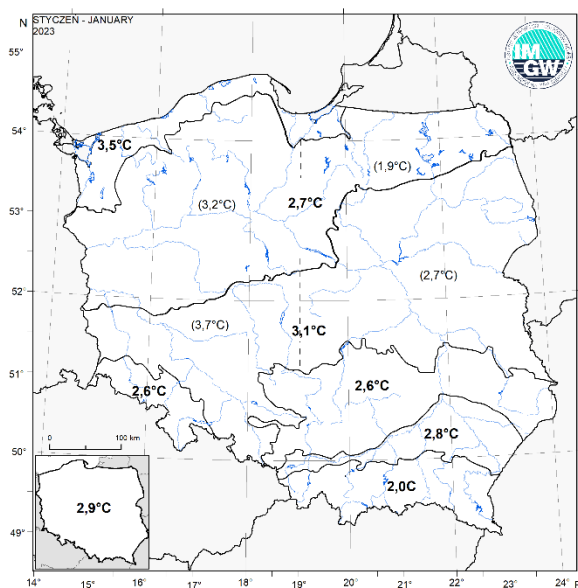 N
STYCZEŃ - JANUARY
2023
IM
GW
55°
54°
3,5°C
(1,9°C)
(3,2°C)
2,7°C
53°
(2,7°C)
52°
(3,7°C)
3,1°C
51°
2,6°C
2,6°C
0 100 km
2,8°C
50°
2,0C
2,9°C
49°
14° 15° 16° 17° 18° 19° 20° 21° 22° 23° 24° E